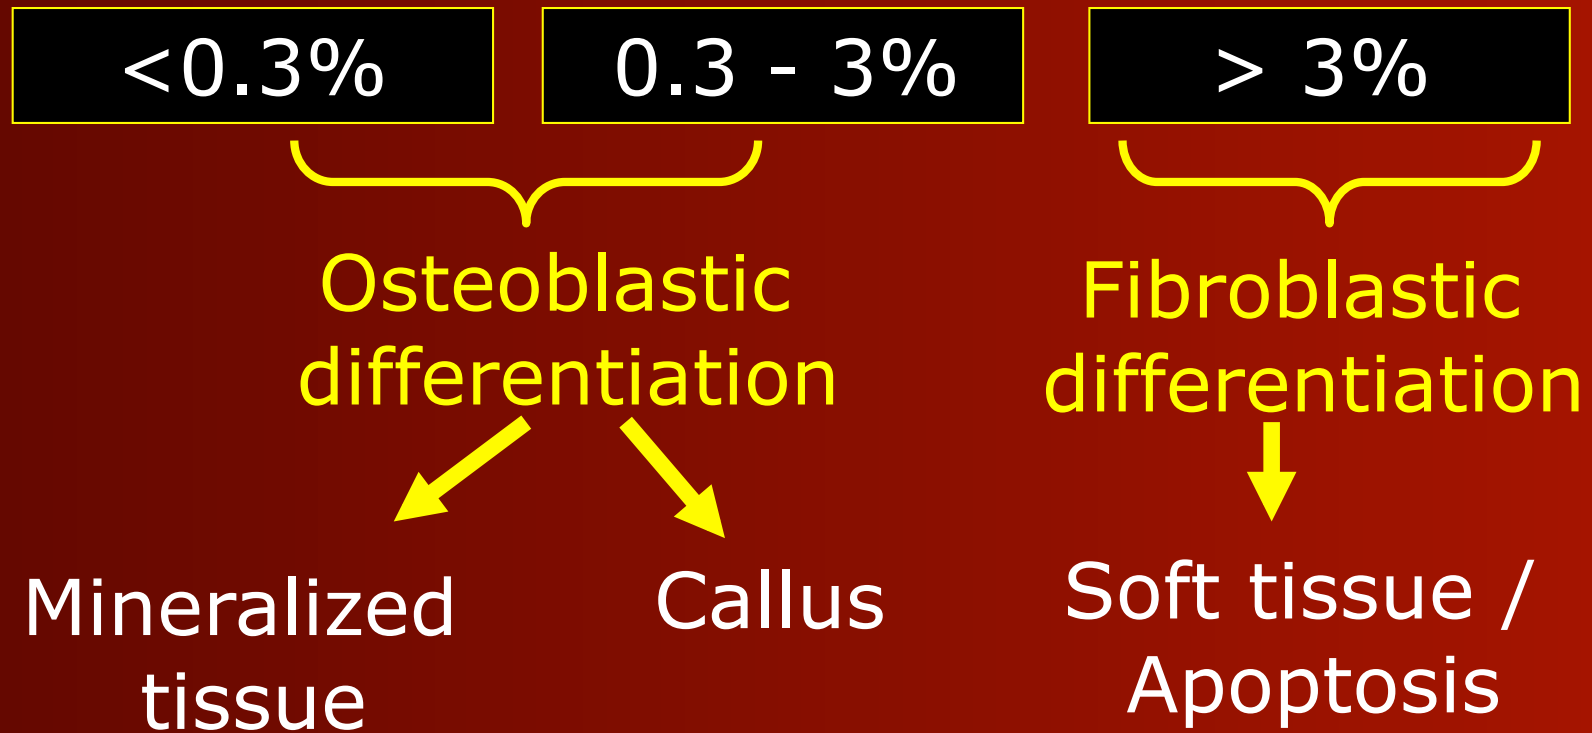 <0.3%
0.3 - 3%
> 3%
Osteoblastic
differentiation
Fibroblastic
differentiation
Mineralized
tissue
Callus
Soft tissue /
Apoptosis